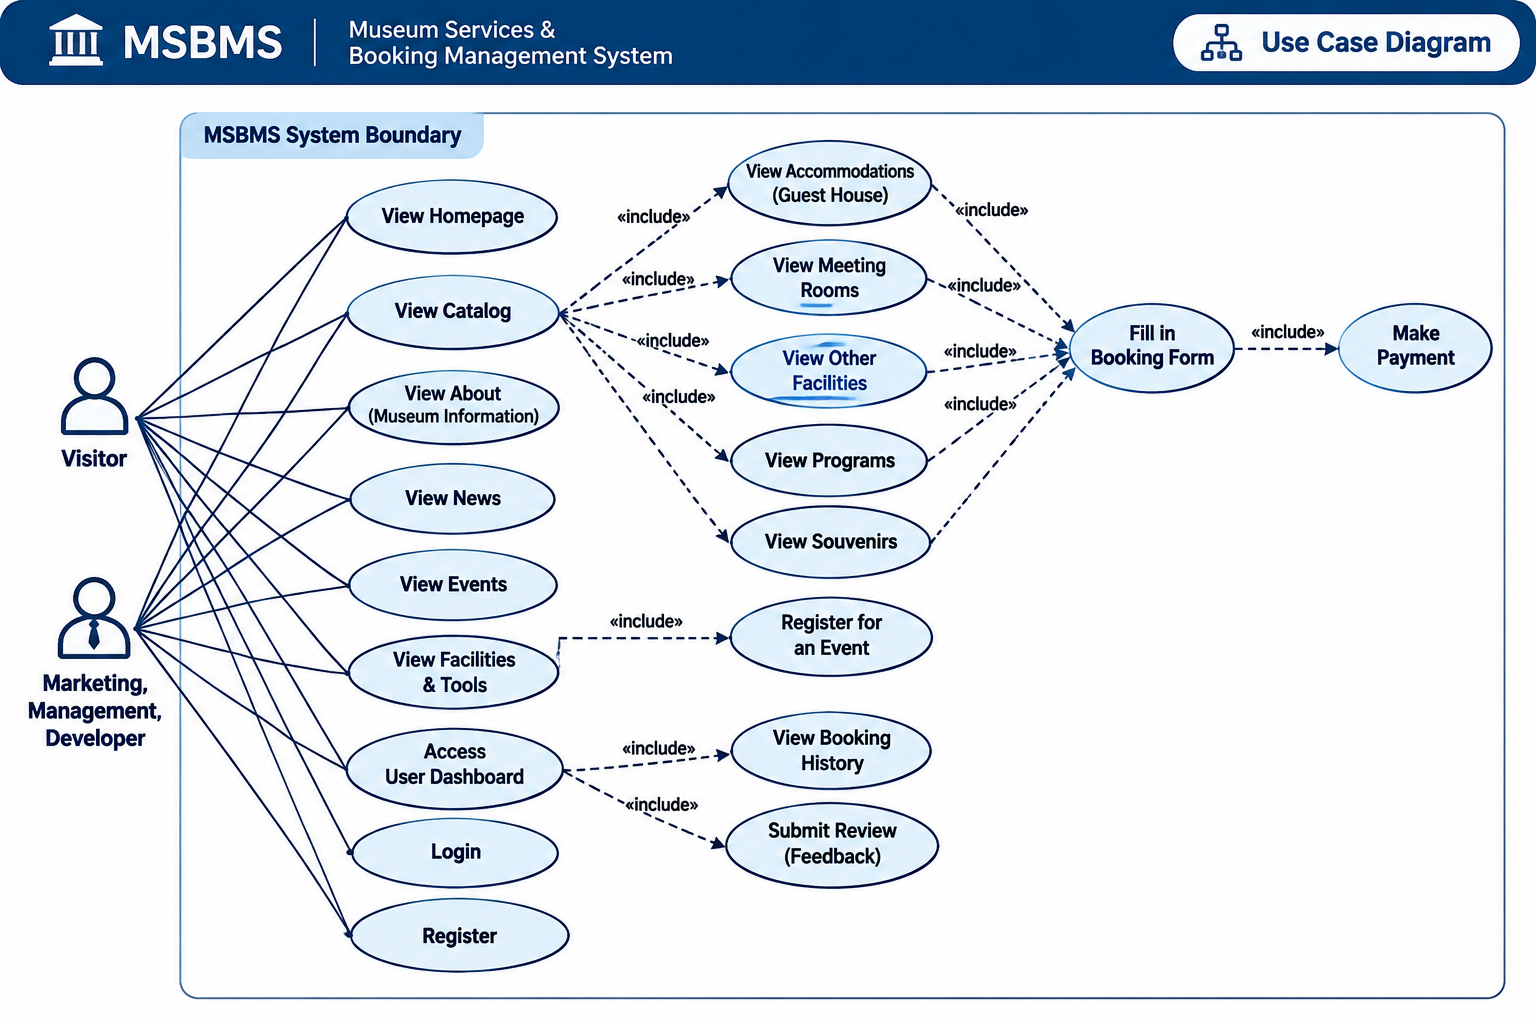 MSBMS
Museum Services &
Booking Management System
Use Case Diagram
MSBMS System Boundary
Visitor
Marketing,
Management,
Developer
View Homepage
View Catalog
View About
(Museum Information)
View News
View Events
View Facilities
& Tools
Access
User Dashboard
Login
Register
«include»
«include»
«include»
«include»
«include»
«include»
«include»
View Accommodations
(Guest House)
View Meeting
Rooms
View Other
Facilities
View Programs
View Souvenirs
Register for
an Event
View Booking
History
Submit Review
(Feedback)
«include»
«include»
«include»
«include»
Fill in
Booking Form
«include»
Make
Payment